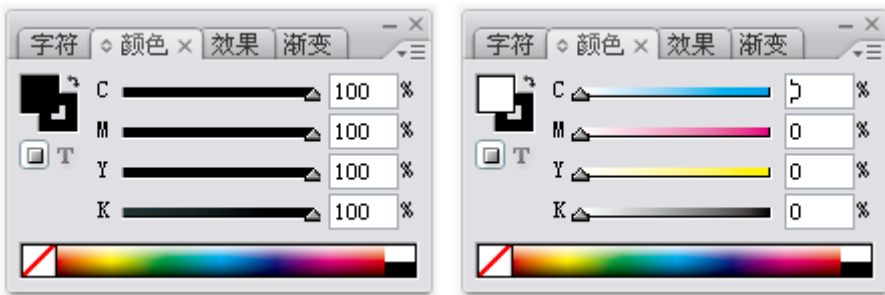 字符 颜色 效果 渐变
C 100 %
M 100 %
T
Y 100 %
K 100 %
字符 颜色 效果 渐变
C %
M 0 %
T
Y 0 %
K 0 %